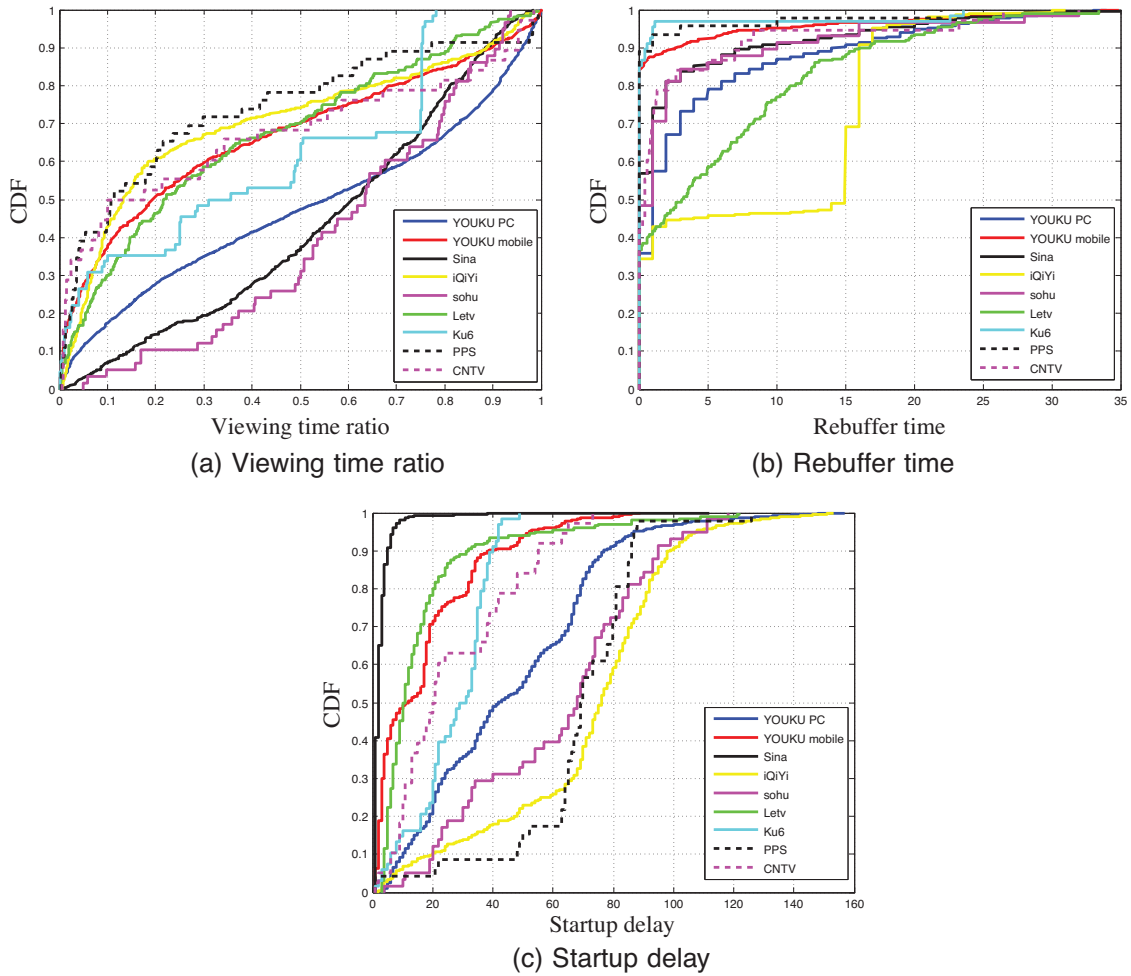 1
0.9
0.8
0.7
0.6
0.5
0.4
0.3
0.2
0.1
0
CDF
0 0.1 0.2 0.3 0.4 0.5 0.6 0.7 0.8 0.9 1
Viewing time ratio
YOUKU PC
YOUKU mobile
Sina
iQiYi
sohu
Letv
Ku6
PPS
CNTV
(a) Viewing time ratio
1
0.9
0.8
0.7
0.6
0.5
0.4
0.3
0.2
0.1
0
CDF
0 5 10 15 20 25 30 35
Rebuffer time
YOUKU PC
YOUKU mobile
Sina
iQiYi
sohu
Letv
Ku6
PPS
CNTV
(b) Rebuffer time
1
0.9
0.8
0.7
0.6
0.5
0.4
0.3
0.2
0.1
0
CDF
0 20 40 60 80 100 120 140 160
Startup delay
YOUKU PC
YOUKU mobile
Sina
iQiYi
sohu
Letv
Ku6
PPS
CNTV
(c) Startup delay